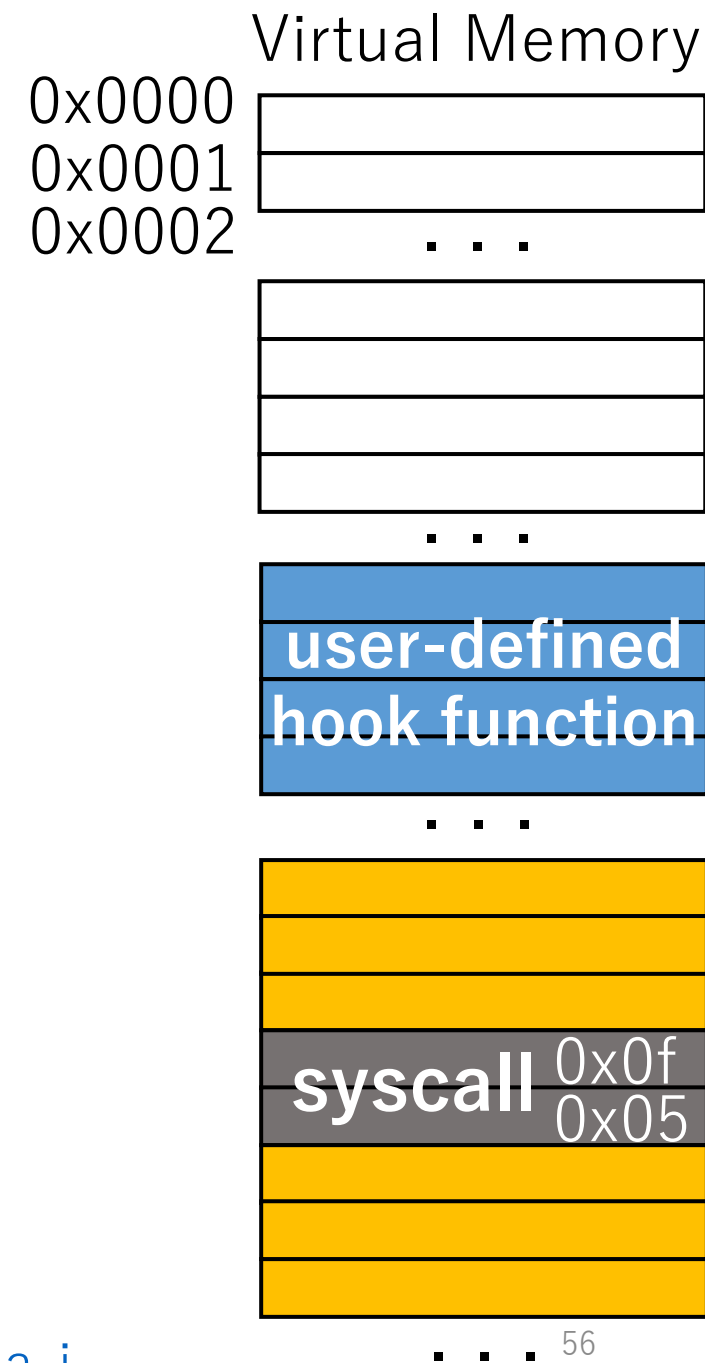 Virtual Memory
0x0000
0x0001
0x0002
. . .
. . .
user-defined
hook function
. . .
syscall 0x0f
0x05
. . . 56